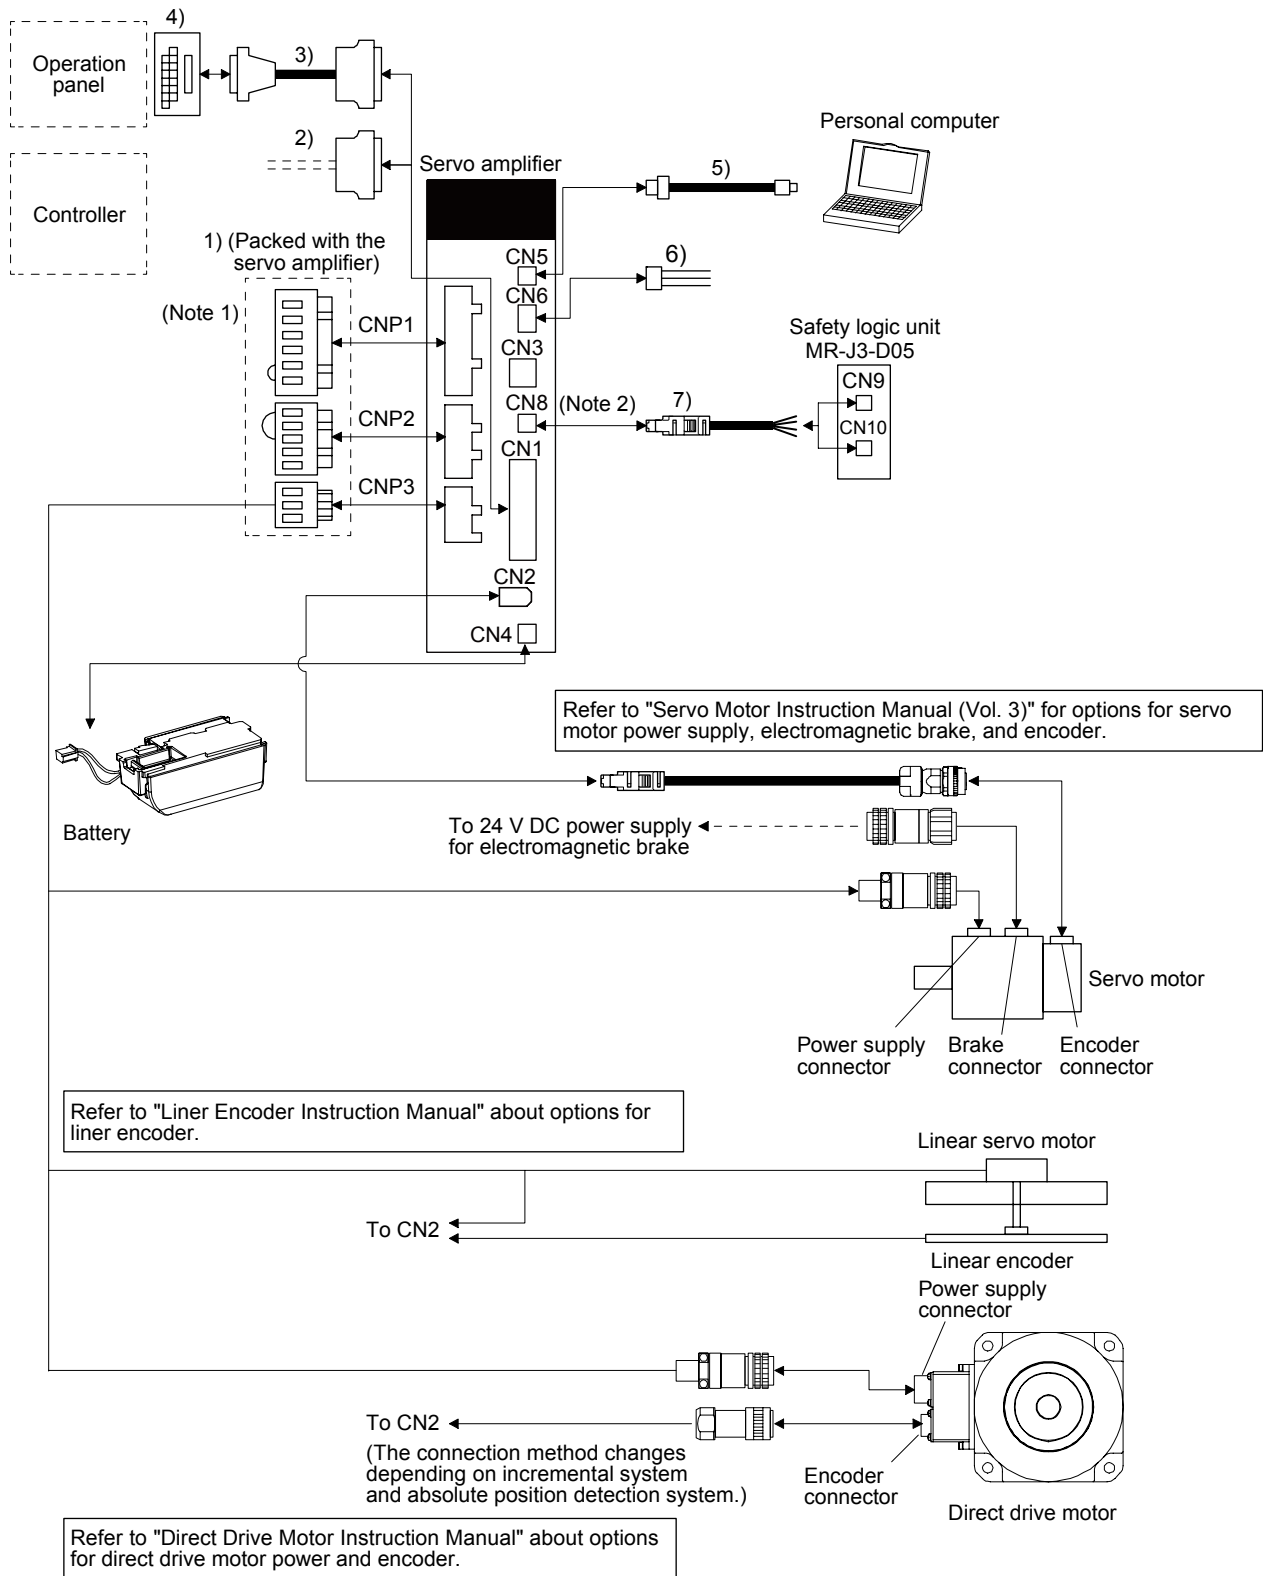 4)
Operation
panel
3)
2)
Controller
Servo amplifier
Personal computer
5)
1) (Packed with the
servo amplifier)
(Note 1)
CNP1
CNP2
CNP3
CN5
CN6
CN3
CN8
CN1
CN2
CN4
6)
(Note 2)
7)
Safety logic unit
MR-J3-D05
CN9
CN10
Battery
Refer to "Servo Motor Instruction Manual (Vol. 3)" for options for servo
motor power supply, electromagnetic brake, and encoder.
To 24 V DC power supply
for electromagnetic brake
Servo motor
Power supply
connector
Brake
connector
Encoder
connector
Refer to "Liner Encoder Instruction Manual" about options for
liner encoder.
Linear servo motor
To CN2
Linear encoder
Power supply
connector
To CN2
(The connection method changes
depending on incremental system
and absolute position detection system.)
Encoder
connector
Direct drive motor
Refer to "Direct Drive Motor Instruction Manual" about options
for direct drive motor power and encoder.